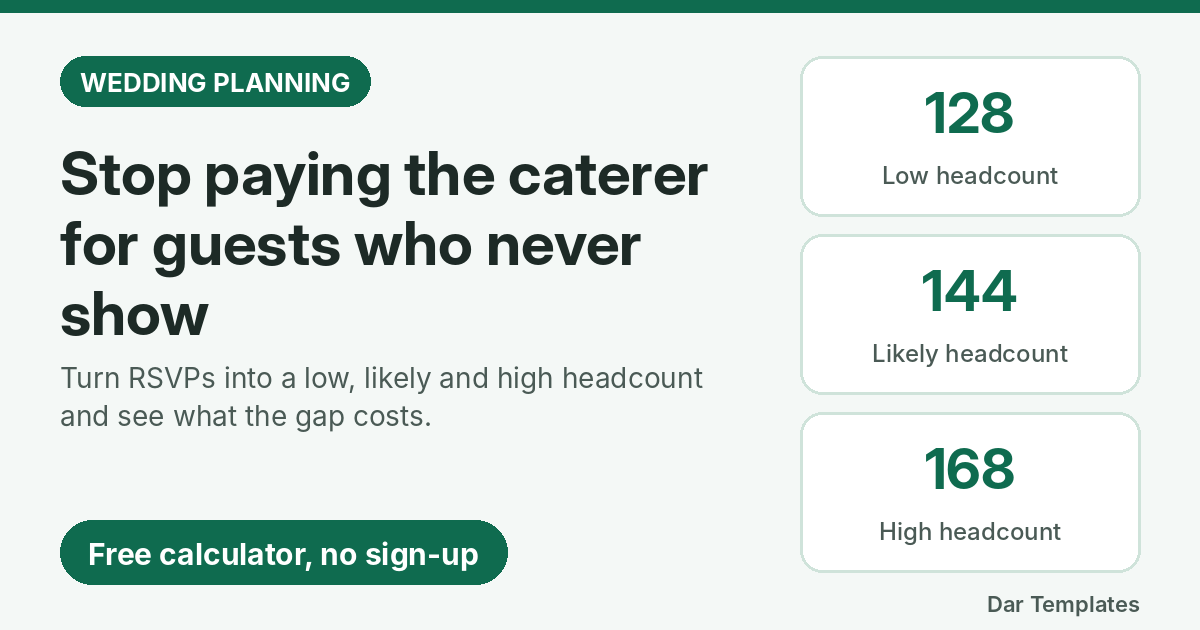 WEDDING PLANNING
Stop paying the caterer
for guests who never
show
Turn RSVPs into a low, likely and high headcount
and see what the gap costs.
Free calculator, no sign-up
128
Low headcount
144
Likely headcount
168
High headcount
Dar Templates